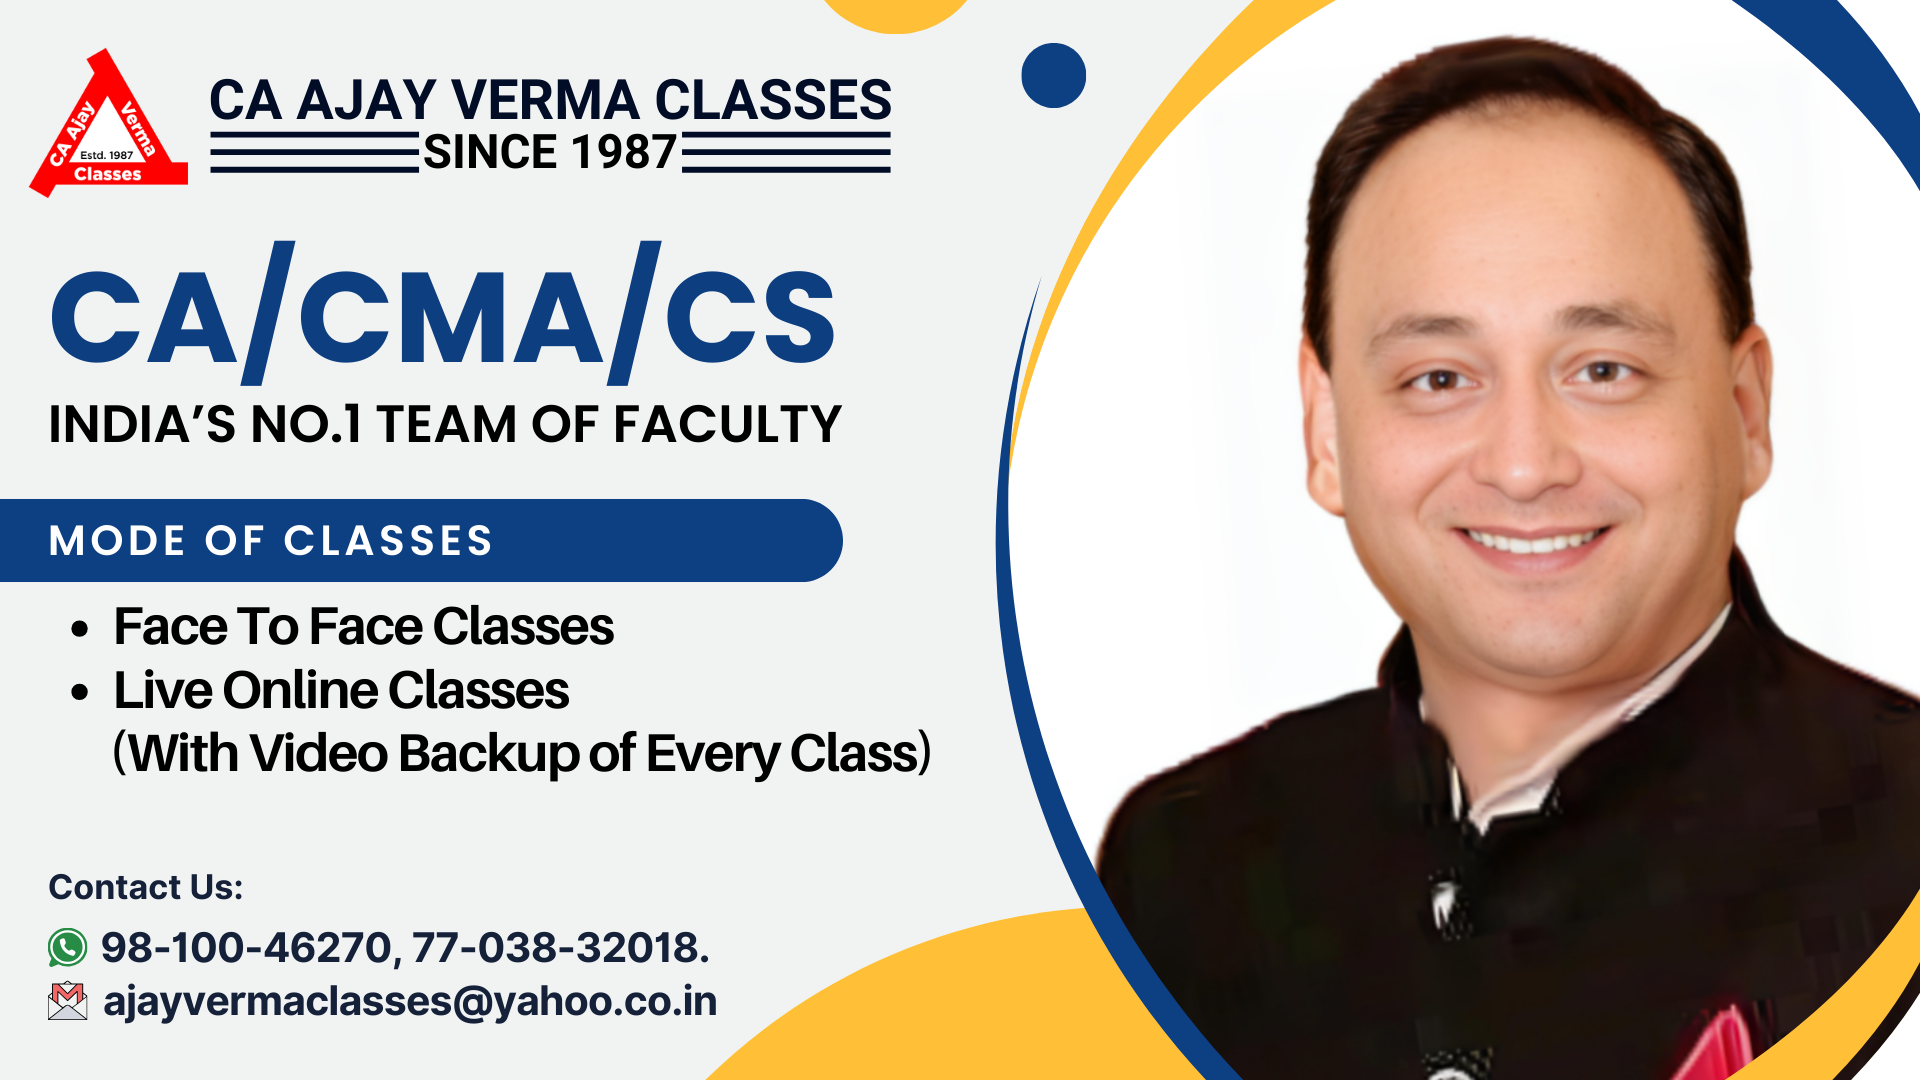 CA Ajay
Verma
Estd. 1987
Classes
CA AJAY VERMA CLASSES
SINCE 1987
CA/CMA/CS
INDIA’S NO.1 TEAM OF FACULTY
MODE OF CLASSES
• Face To Face Classes
• Live Online Classes
(With Video Backup of Every Class)
Contact Us:
98-100-46270, 77-038-32018.
ajayvermaclasses@yahoo.co.in